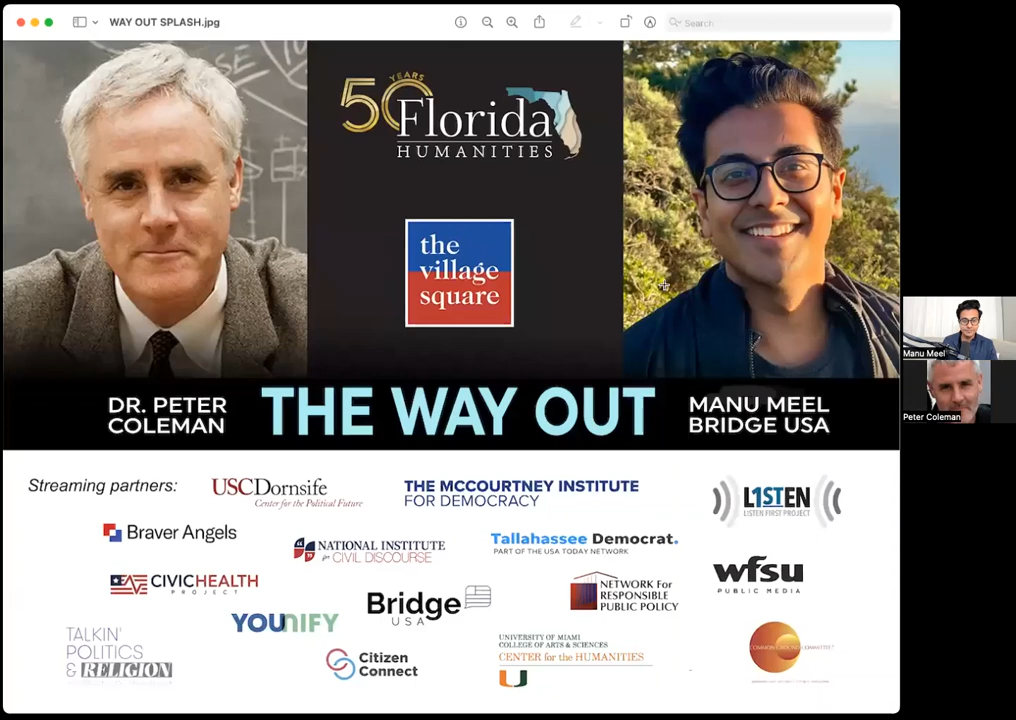 WAY OUT SPLASH.jpg
Search
50
YEARS
Florida
HUMANITIES
the
village
square
DR. PETER
COLEMAN
THE WAY OUT
MANU MEEL
BRIDGE USA
Manu Meel
Peter Coleman
Streaming partners:
USCDornsife
Center for the Political Future
THE MCCOURTNEY INSTITUTE
FOR DEMOCRACY
L1STEN
LISTEN FIRST PROJECT
Braver Angels
NATIONAL INSTITUTE
for CIVIL DISCOURSE
Tallahassee Democrat.
PART OF THE USA TODAY NETWORK
CIVICHEALTH
PROJECT
Bridge
USA
NETWORK For
RESPONSIBLE
PUBLIC POLICY
wfsu
PUBLIC MEDIA
YOUNIFY
TALKIN'
POLITICS
& RELIGION
Citizen
Connect
UNIVERSITY OF MIAMI
COLLEGE OF ARTS & SCIENCES
CENTER for the HUMANITIES
U
COMMON GROUND COMMITTEE